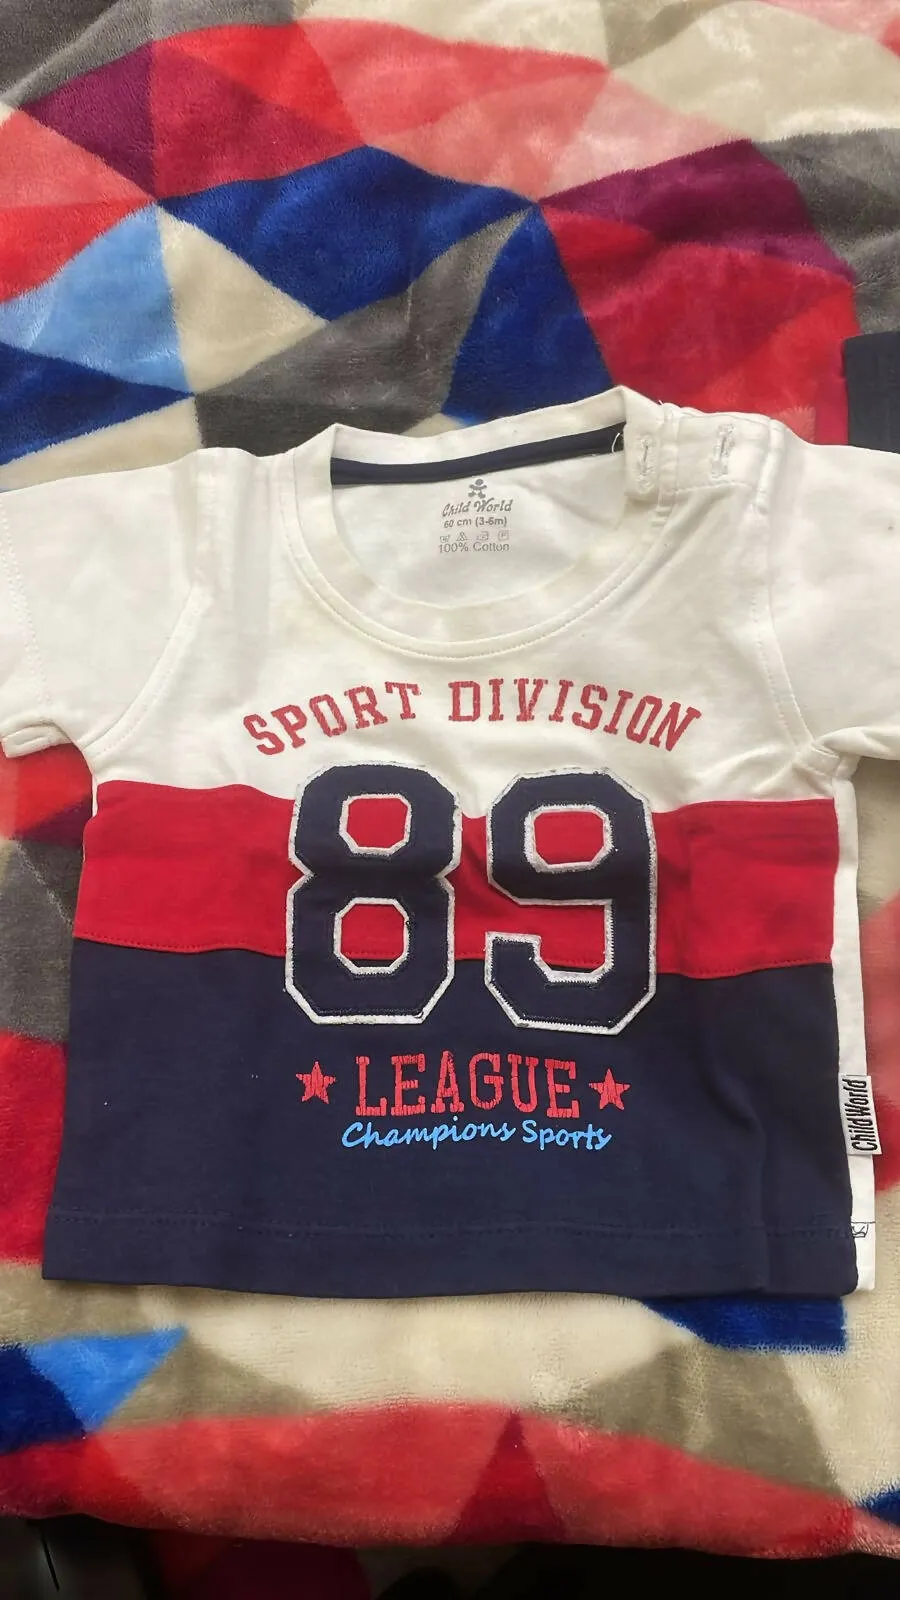 Child World
60 cm (3-6m)
100% Cotton
SPORT DIVISION
89
LEAGUE
Champions Sports
Child World